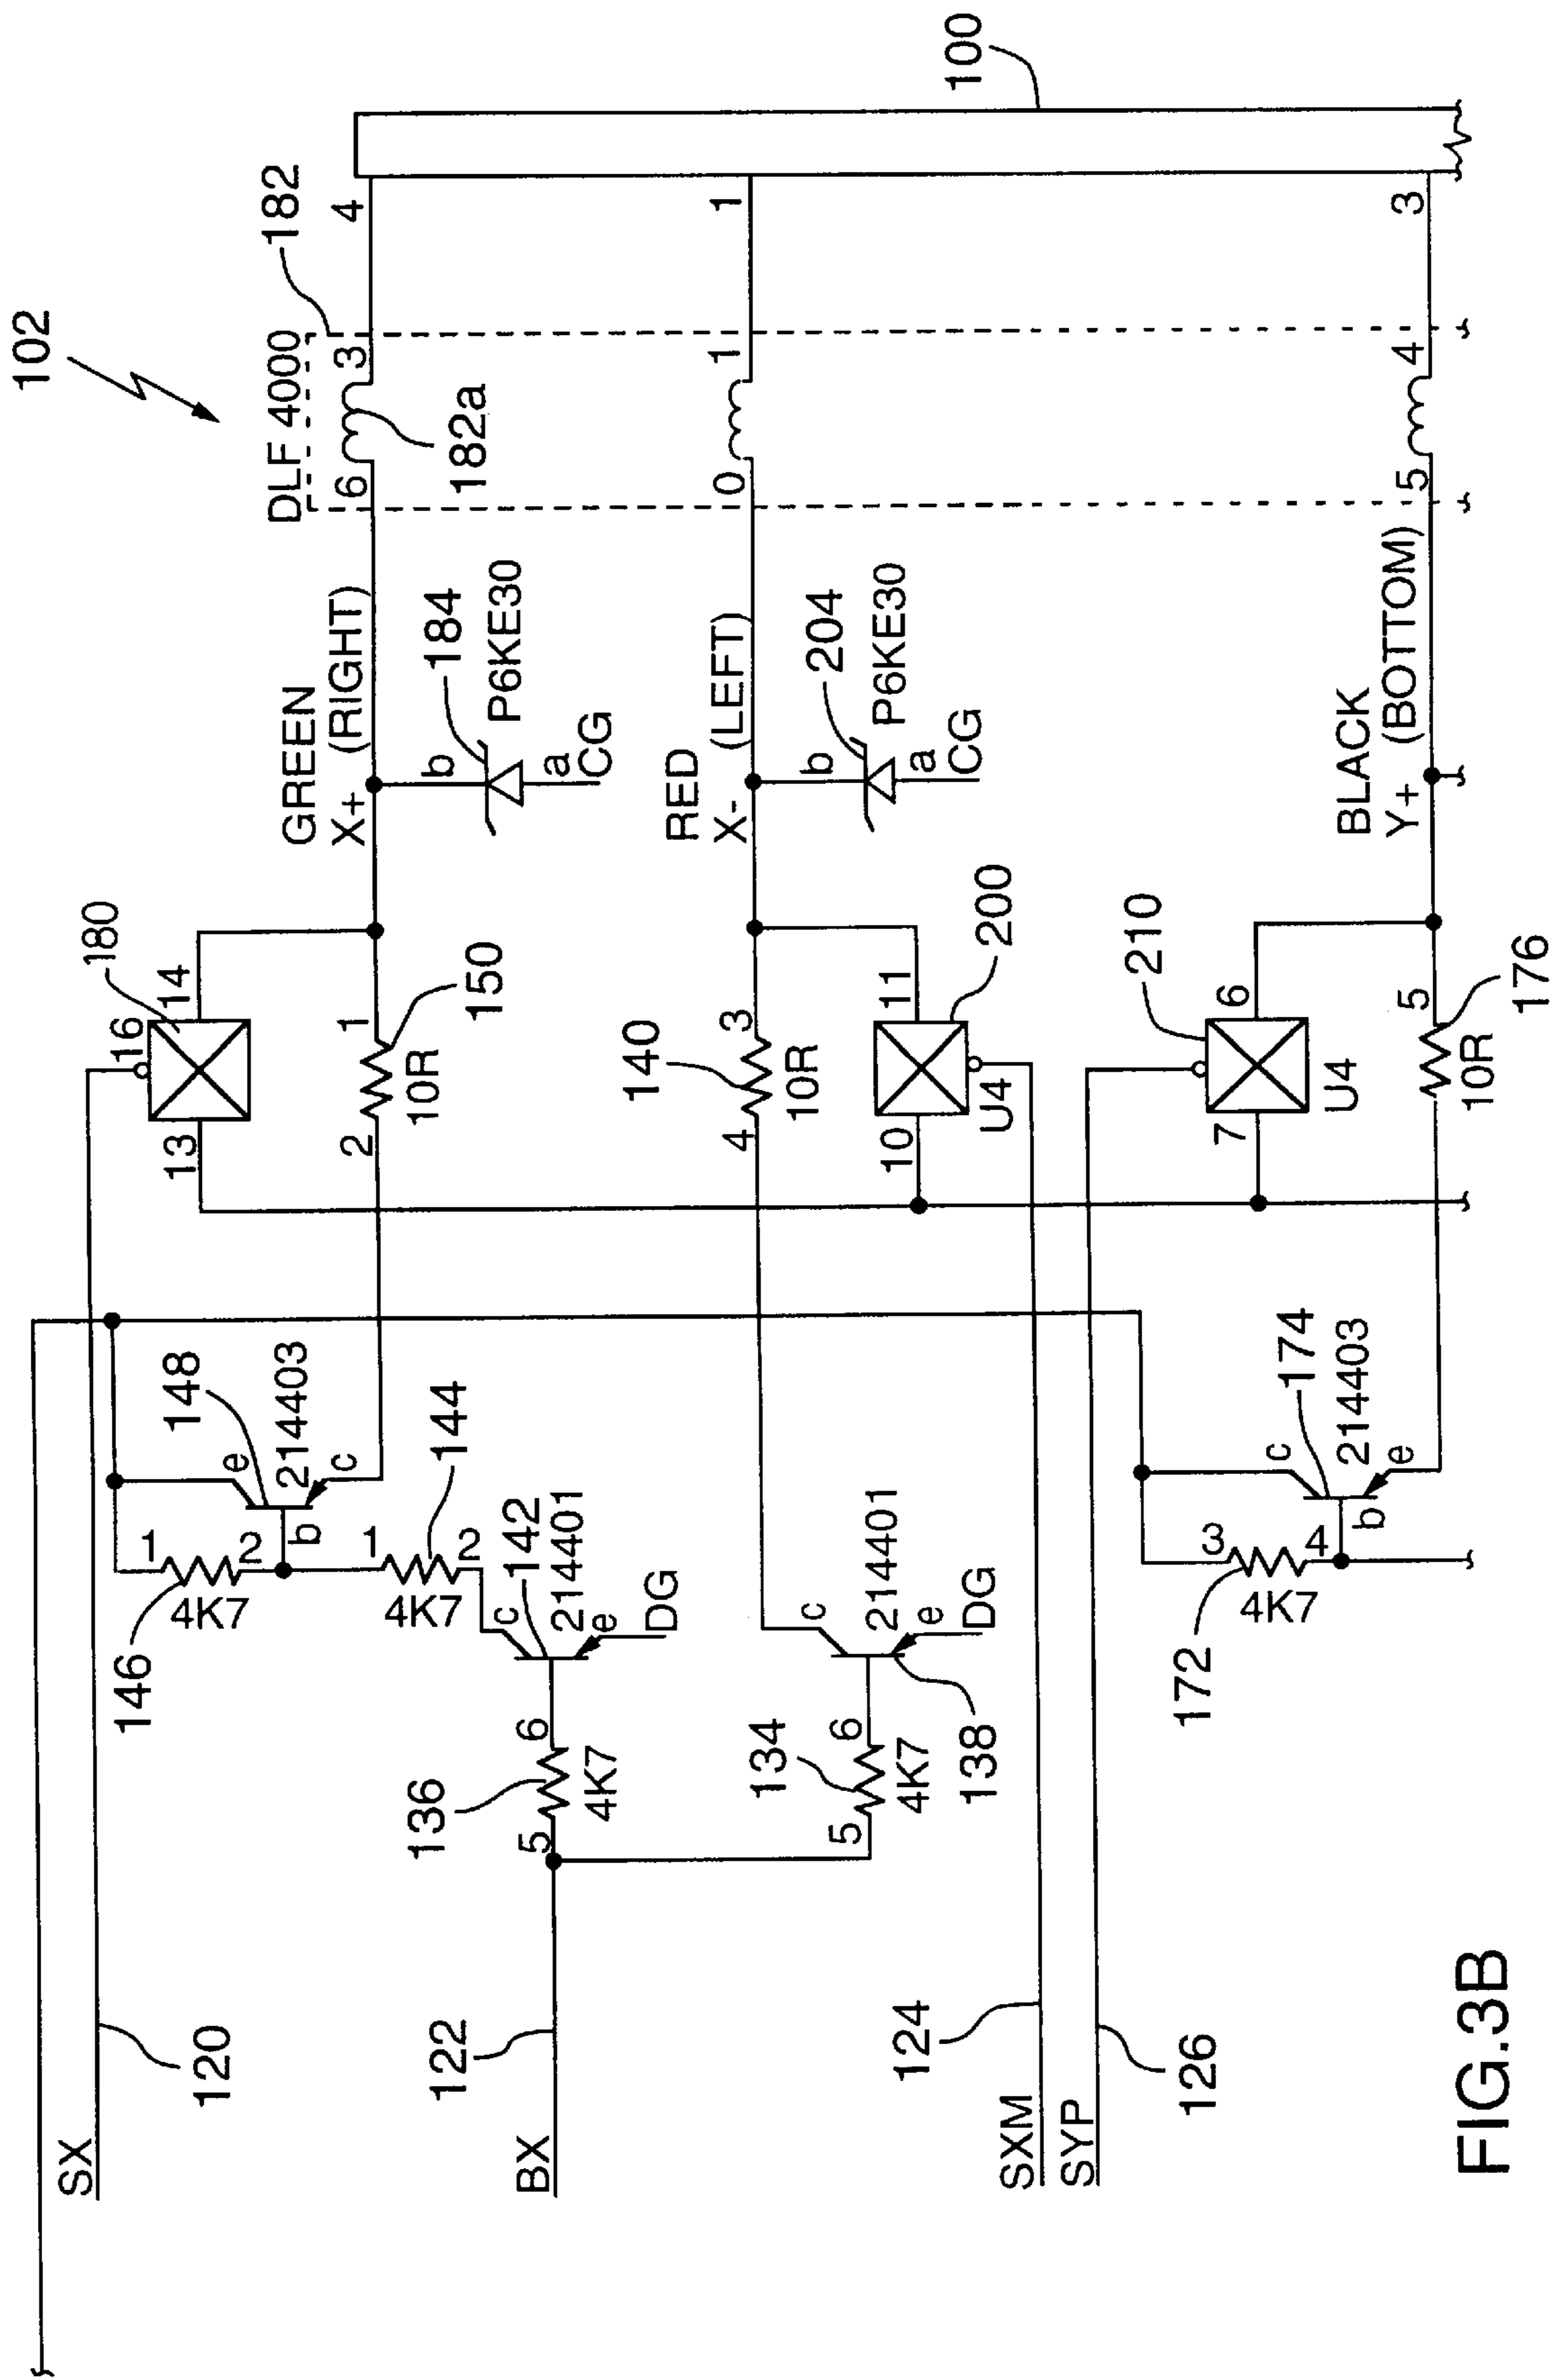 102
DLF 4000
182
6
3
4
182a
100
GREEN
X+
(RIGHT)
184
b
P6KE30
a
CG
180
16
14
13
1
2
150
10R
SX
120
148
e
214403
c
b
1
2
146
4K7
1
2
144
4K7
142
c
214401
e
DG
136
5
6
4K7
BX
122
RED
X-
(LEFT)
0
1
1
204
b
P6KE30
a
CG
140
3
4
10R
11
10
200
U4
c
214401
e
DG
134
5
6
4K7
138
SXM
124
SYP
126
BLACK
Y+
(BOTTOM)
5
4
3
210
6
7
U4
5
10R
176
174
c
214403
e
b
3
4
172
4K7
FIG.3B